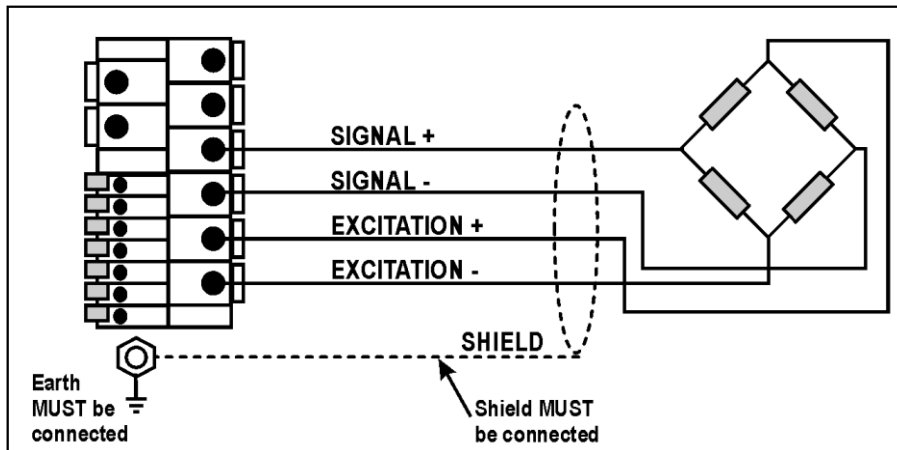 SIGNAL +
SIGNAL -
EXCITATION +
EXCITATION -
SHIELD
Earth
MUST be
connected
Shield MUST
be connected